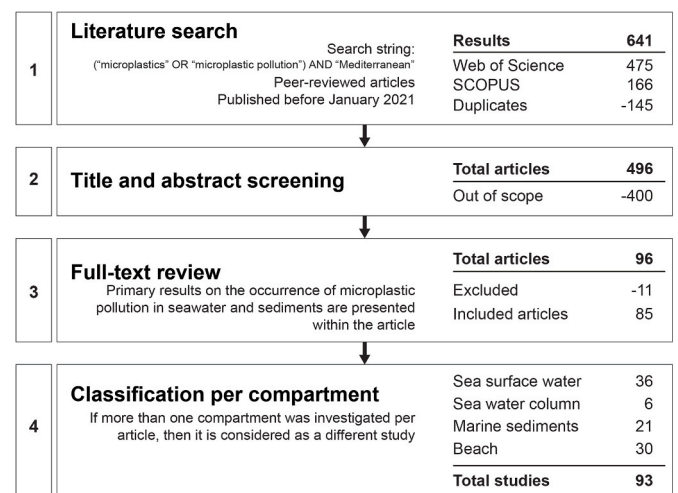 1
Literature search
Search string:
(“microplastics” OR “microplastic pollution”) AND “Mediterranean”
Peer-reviewed articles
Published before January 2021
Results 641
Web of Science 475
SCOPUS 166
Duplicates -145
2
Title and abstract screening
Total articles 496
Out of scope -400
3
Full-text review
Primary results on the occurrence of microplastic
pollution in seawater and sediments are presented
within the article
Total articles 96
Excluded -11
Included articles 85
4
Classification per compartment
If more than one compartment was investigated per
article, then it is considered as a different study
Sea surface water 36
Sea water column 6
Marine sediments 21
Beach 30
Total studies 93